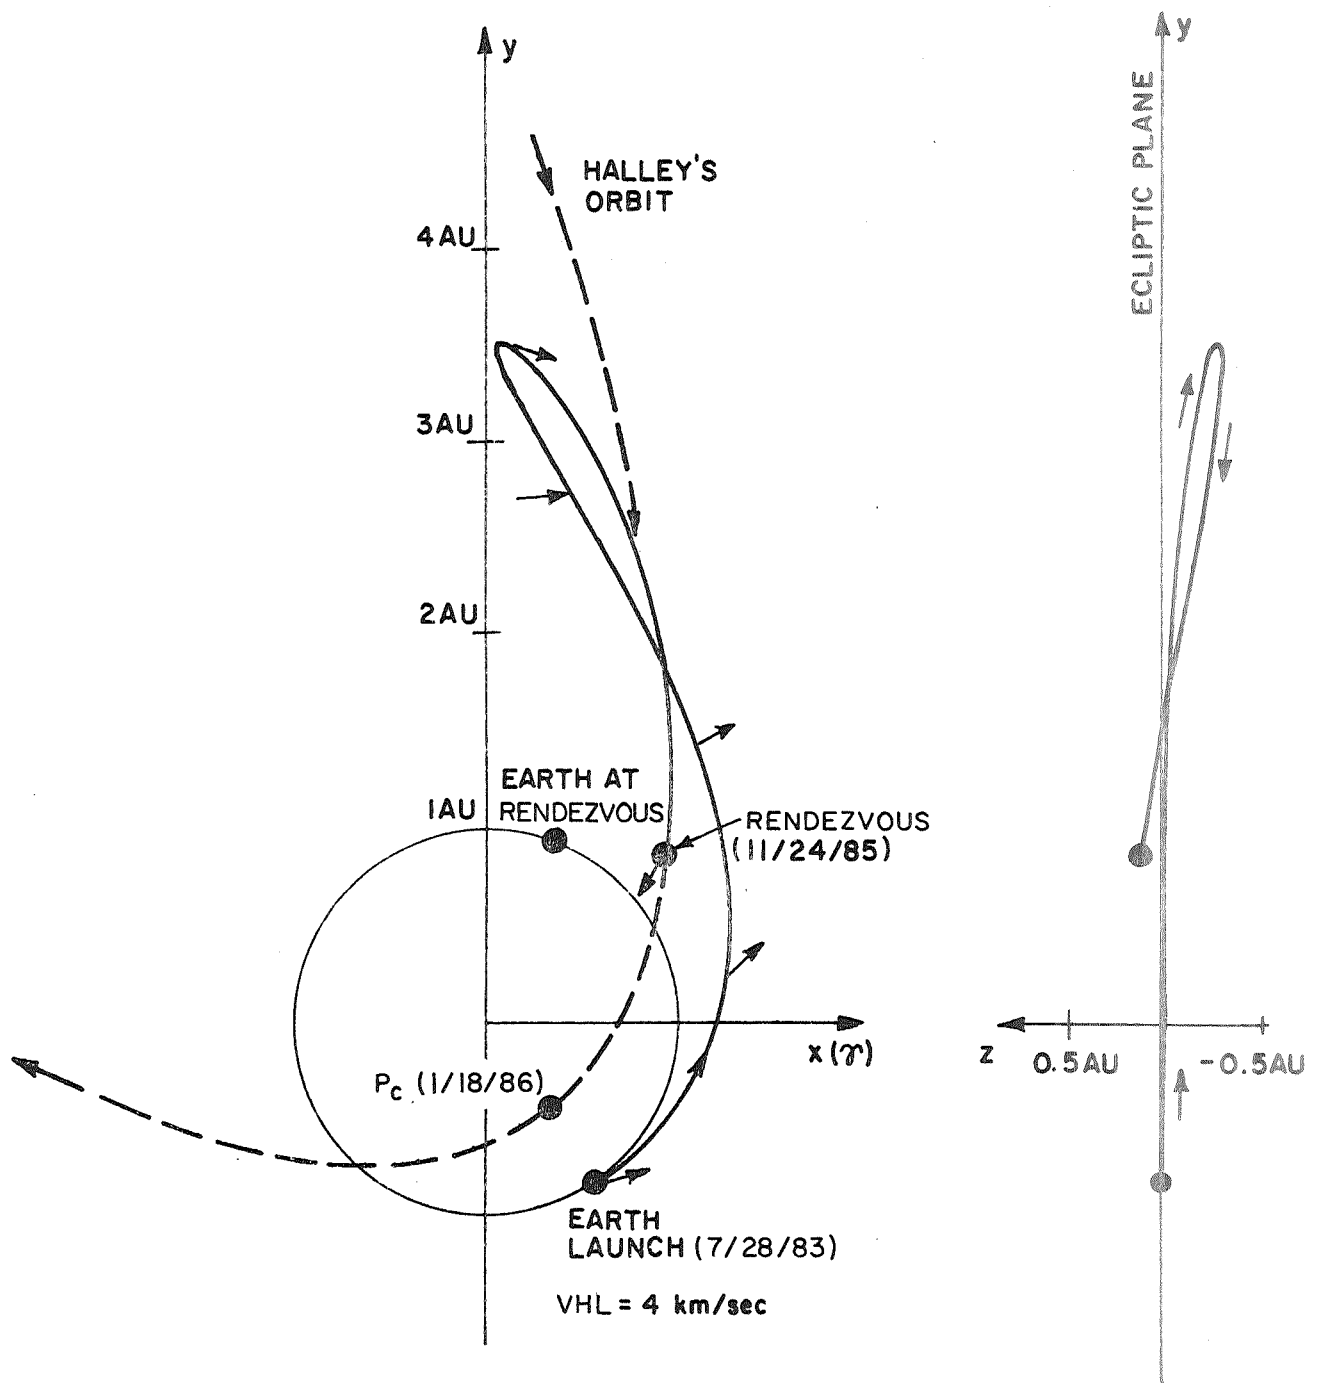 y
HALLEY'S
ORBIT
4AU
3AU
2AU
EARTH AT
1AU RENDEZVOUS
RENDEZVOUS
(11/24/85)
x (♈)
Pc (1/18/86)
EARTH
LAUNCH (7/28/83)
VHL = 4 km/sec
y
ECLIPTIC PLANE
z 0.5AU -0.5AU